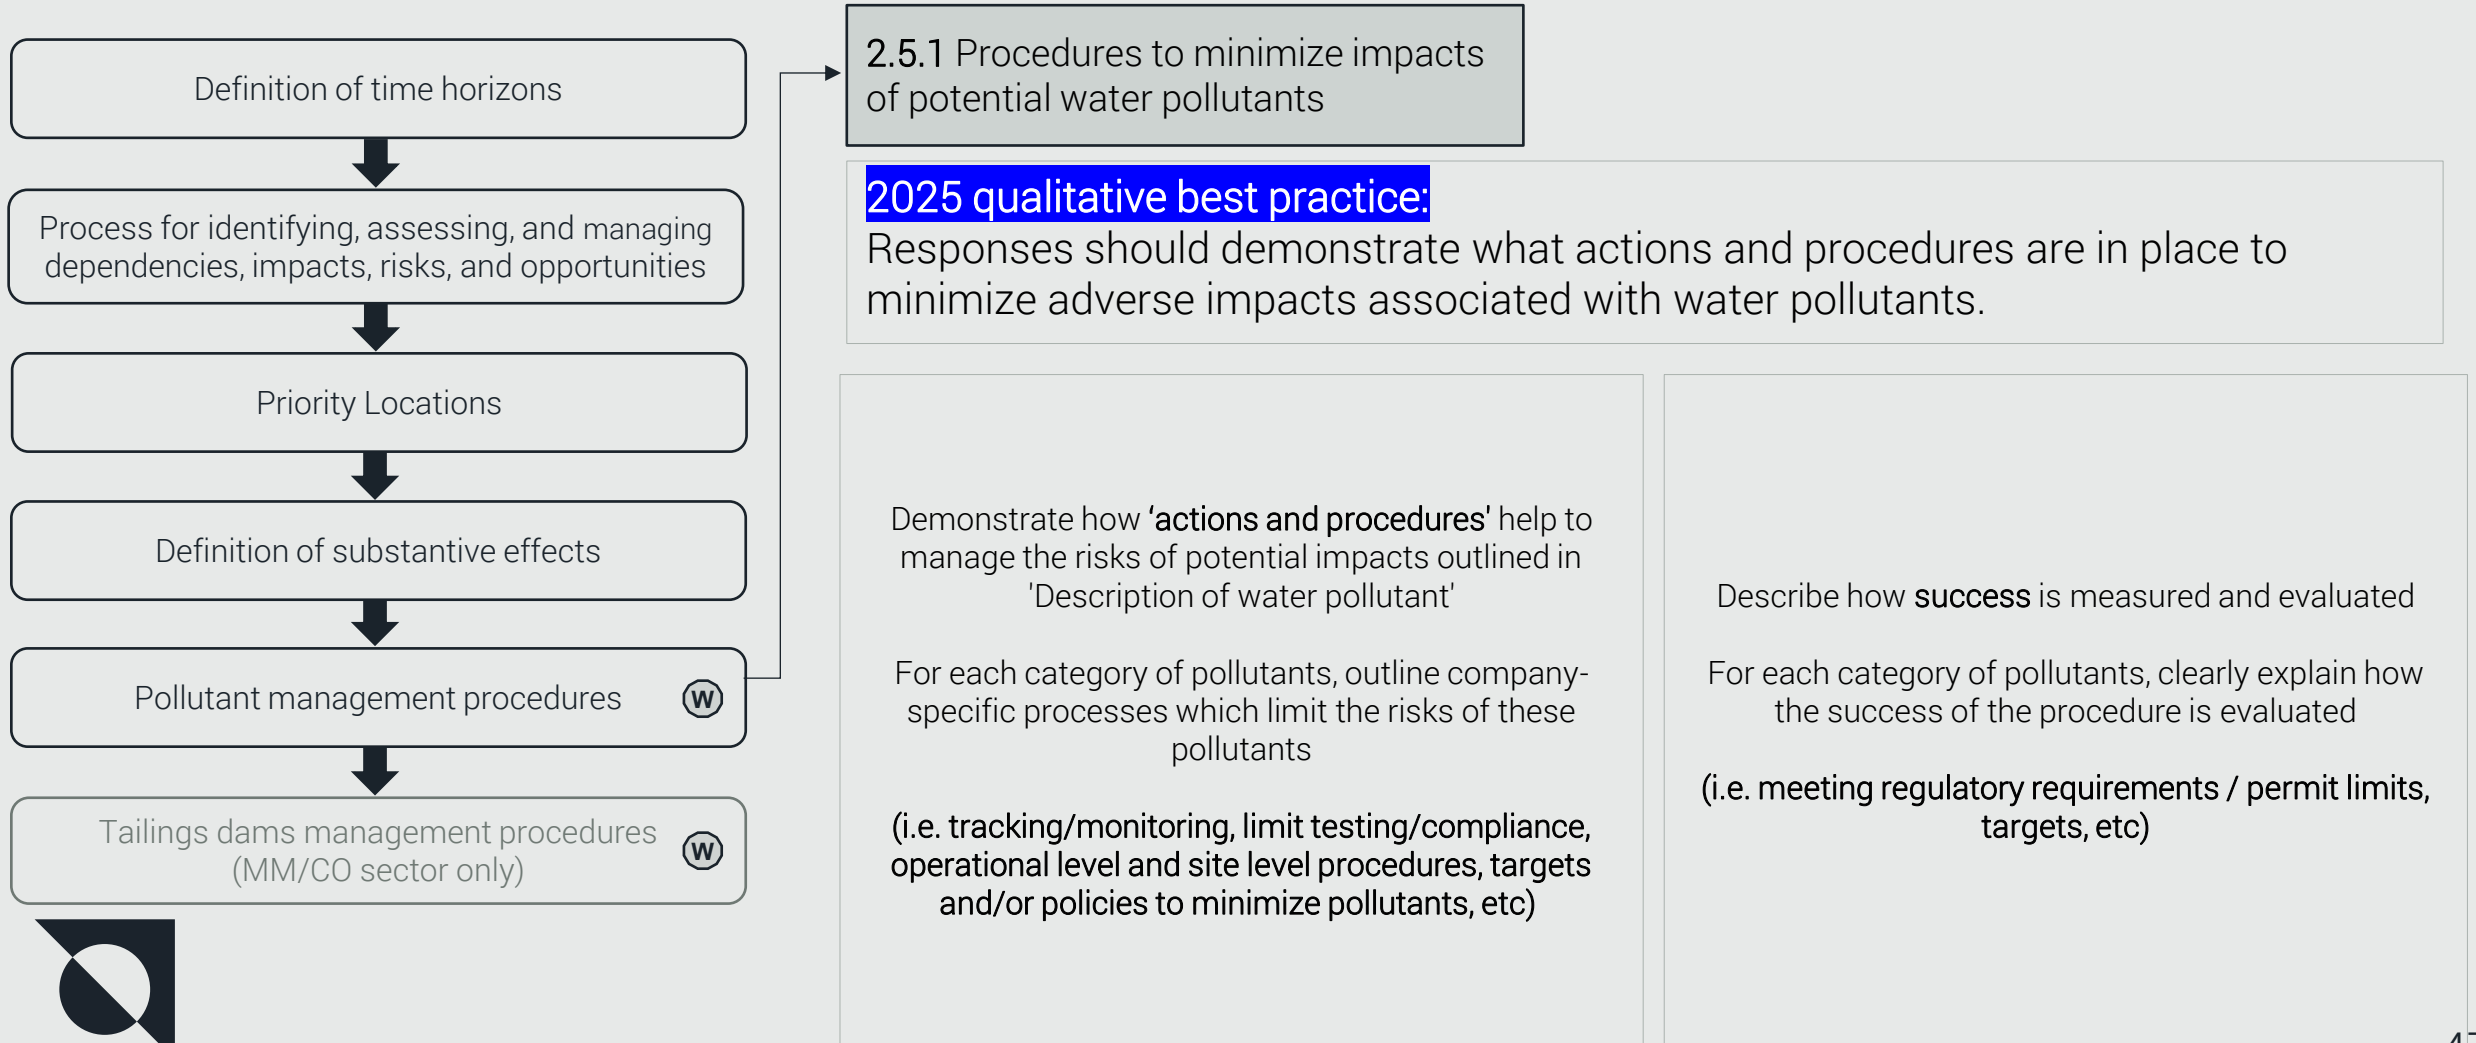 Definition of time horizons
Process for identifying, assessing, and managing
dependencies, impacts, risks, and opportunities
Priority Locations
Definition of substantive effects
Pollutant management procedures
W
Tailings dams management procedures
(MM/CO sector only)
W
2.5.1 Procedures to minimize impacts
of potential water pollutants
2025 qualitative best practice:
Responses should demonstrate what actions and procedures are in place to
minimize adverse impacts associated with water pollutants.
Demonstrate how ‘actions and procedures' help to
manage the risks of potential impacts outlined in
'Description of water pollutant'
For each category of pollutants, outline company-
specific processes which limit the risks of these
pollutants
(i.e. tracking/monitoring, limit testing/compliance,
operational level and site level procedures, targets
and/or policies to minimize pollutants, etc)
Describe how success is measured and evaluated
For each category of pollutants, clearly explain how
the success of the procedure is evaluated
(i.e. meeting regulatory requirements / permit limits,
targets, etc)